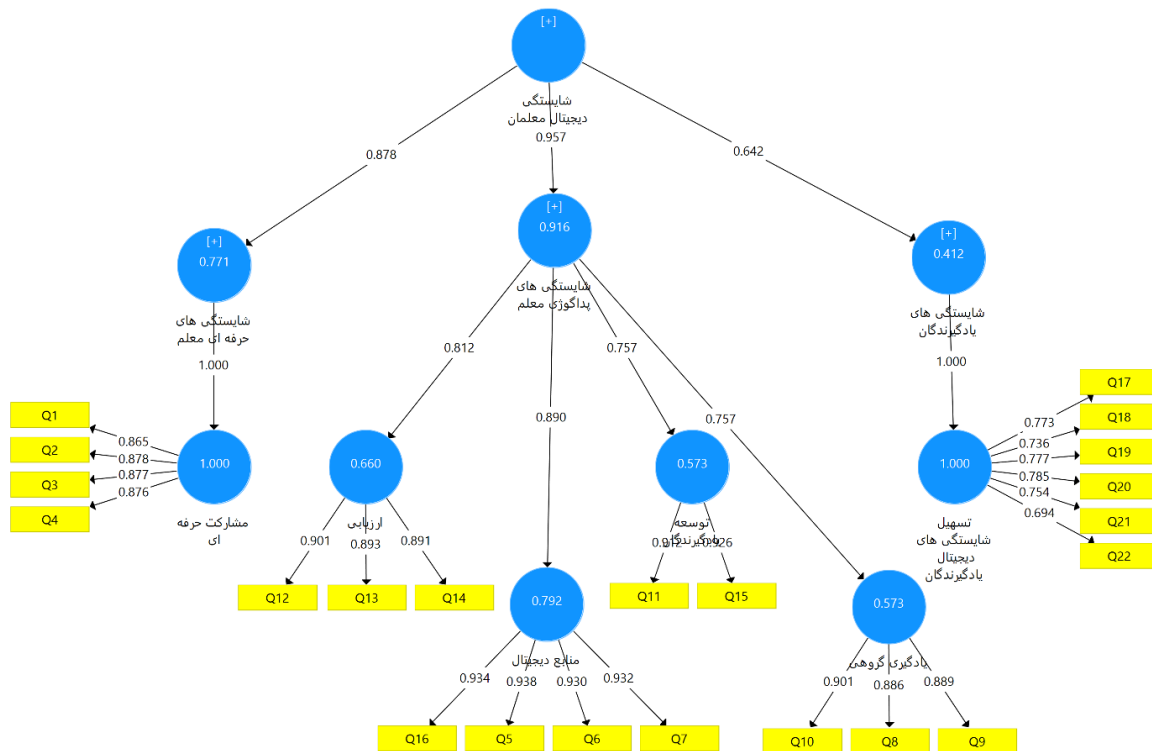 [+]
شایستگی
دیجیتال معلمان
0.878
0.957
0.642
[+]
0.771
شایستگی های
حرفه ای معلم
[+]
0.916
شایستگی های
پداگوژی معلم
[+]
0.412
شایستگی های
یادگیرندگان
1.000
0.812
0.890
0.757
0.757
1.000
Q1
Q2
Q3
Q4
0.865
0.878
0.877
0.876
1.000
مشارکت حرفه
ای
0.660
ارزیابی
0.901
0.893
0.891
Q12
Q13
Q14
0.573
توسعه
یادگیرندگان
0.912
0.926
Q11
Q15
1.000
تسهیل
شایستگی های
دیجیتال
یادگیرندگان
0.773
0.736
0.777
0.785
0.754
0.694
Q17
Q18
Q19
Q20
Q21
Q22
0.792
منابع دیجیتال
0.934
0.938
0.930
0.932
Q16
Q5
Q6
Q7
0.573
یادگیری گروهی
0.901
0.886
0.889
Q10
Q8
Q9